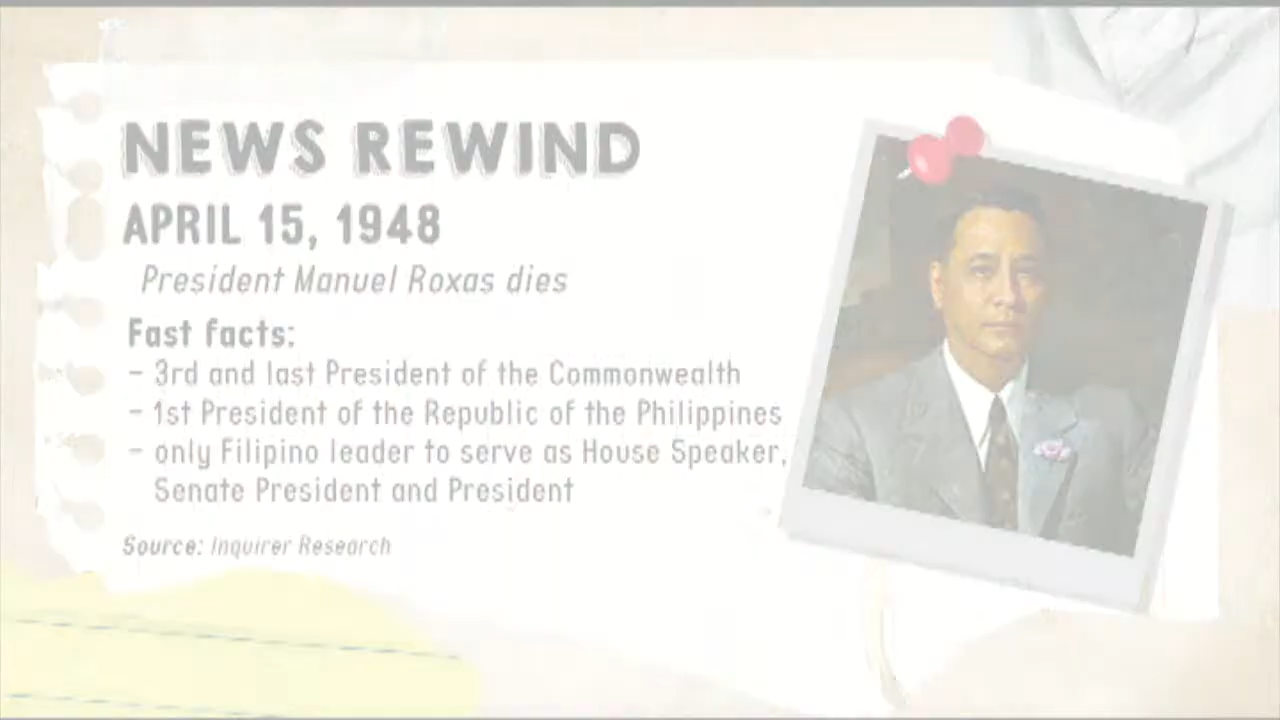 NEWS REWIND
APRIL 15, 1948
President Manuel Roxas dies
Fast facts:
- 3rd and last President of the Commonwealth
- 1st President of the Republic of the Philippines
- only Filipino leader to serve as House Speaker,
Senate President and President
Source: Inquirer Research